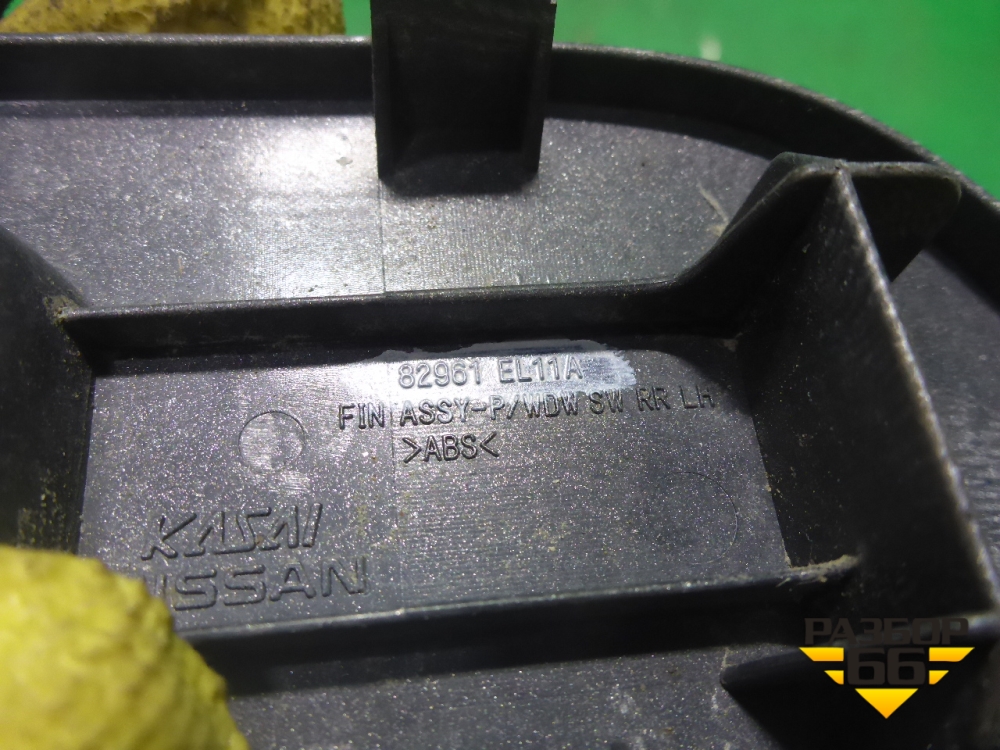 82961 EL11A
FIN ASSY-P/WDW SW RR LH
>ABS<
KASAI
NISSAN
РАЗБОР
66